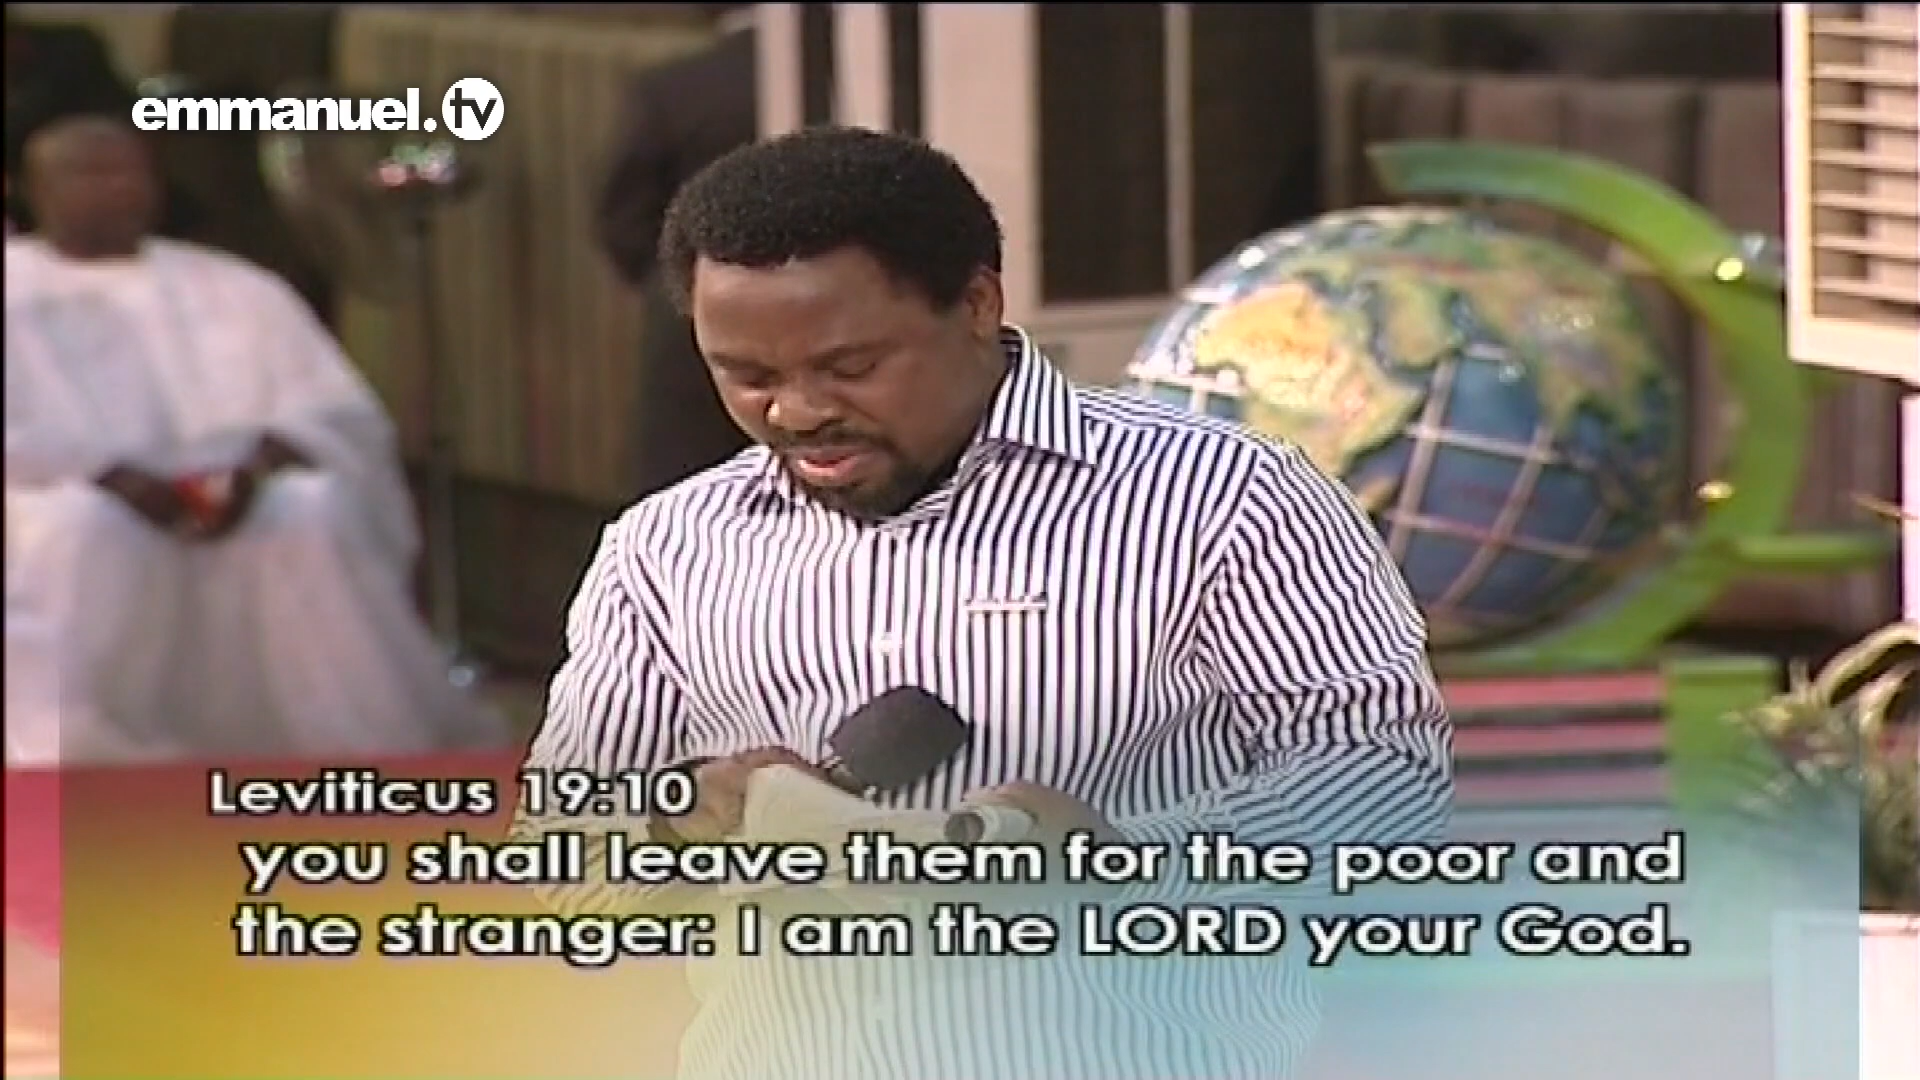 emmanuel.tv
Leviticus 19:10
you shall leave them for the poor and
the stranger: I am the LORD your God.